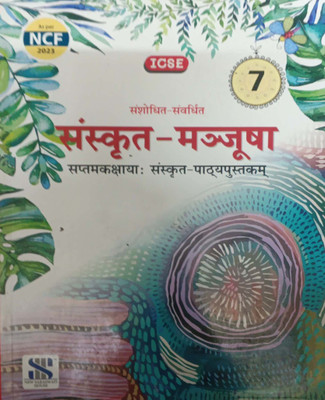 NCF
2023
ICSE
7
संशोधित-संवर्धित
संस्कृत-मञ्जूषा
सप्तमकक्षायाः संस्कृत-पाठ्यपुस्तकम्